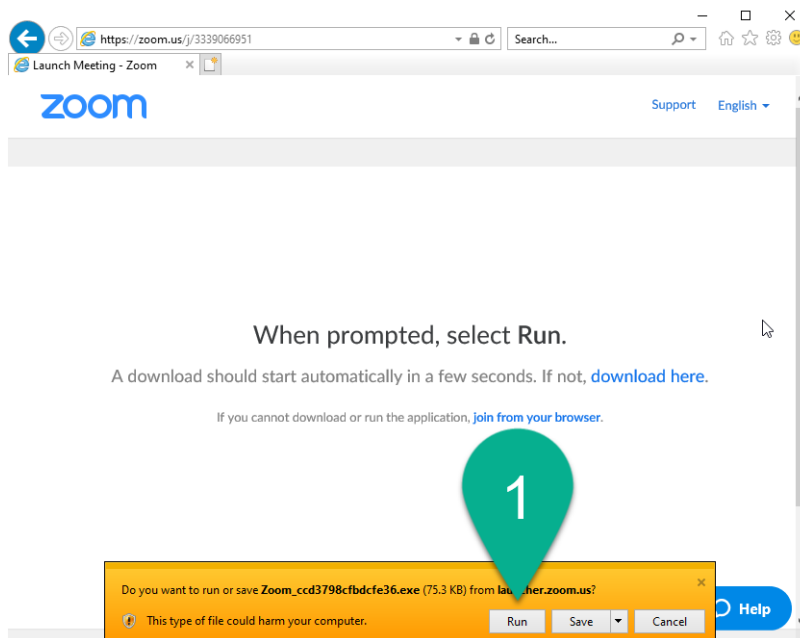 https://zoom.us/j/3339066951
Search...
Launch Meeting - Zoom
zoom
Support
English
When prompted, select Run.
A download should start automatically in a few seconds. If not, download here.
If you cannot download or run the application, join from your browser.
1
Do you want to run or save Zoom_ccd3798cfbdcfe36.exe (75.3 KB) from launcher.zoom.us?
This type of file could harm your computer.
Run
Save
Cancel
Help